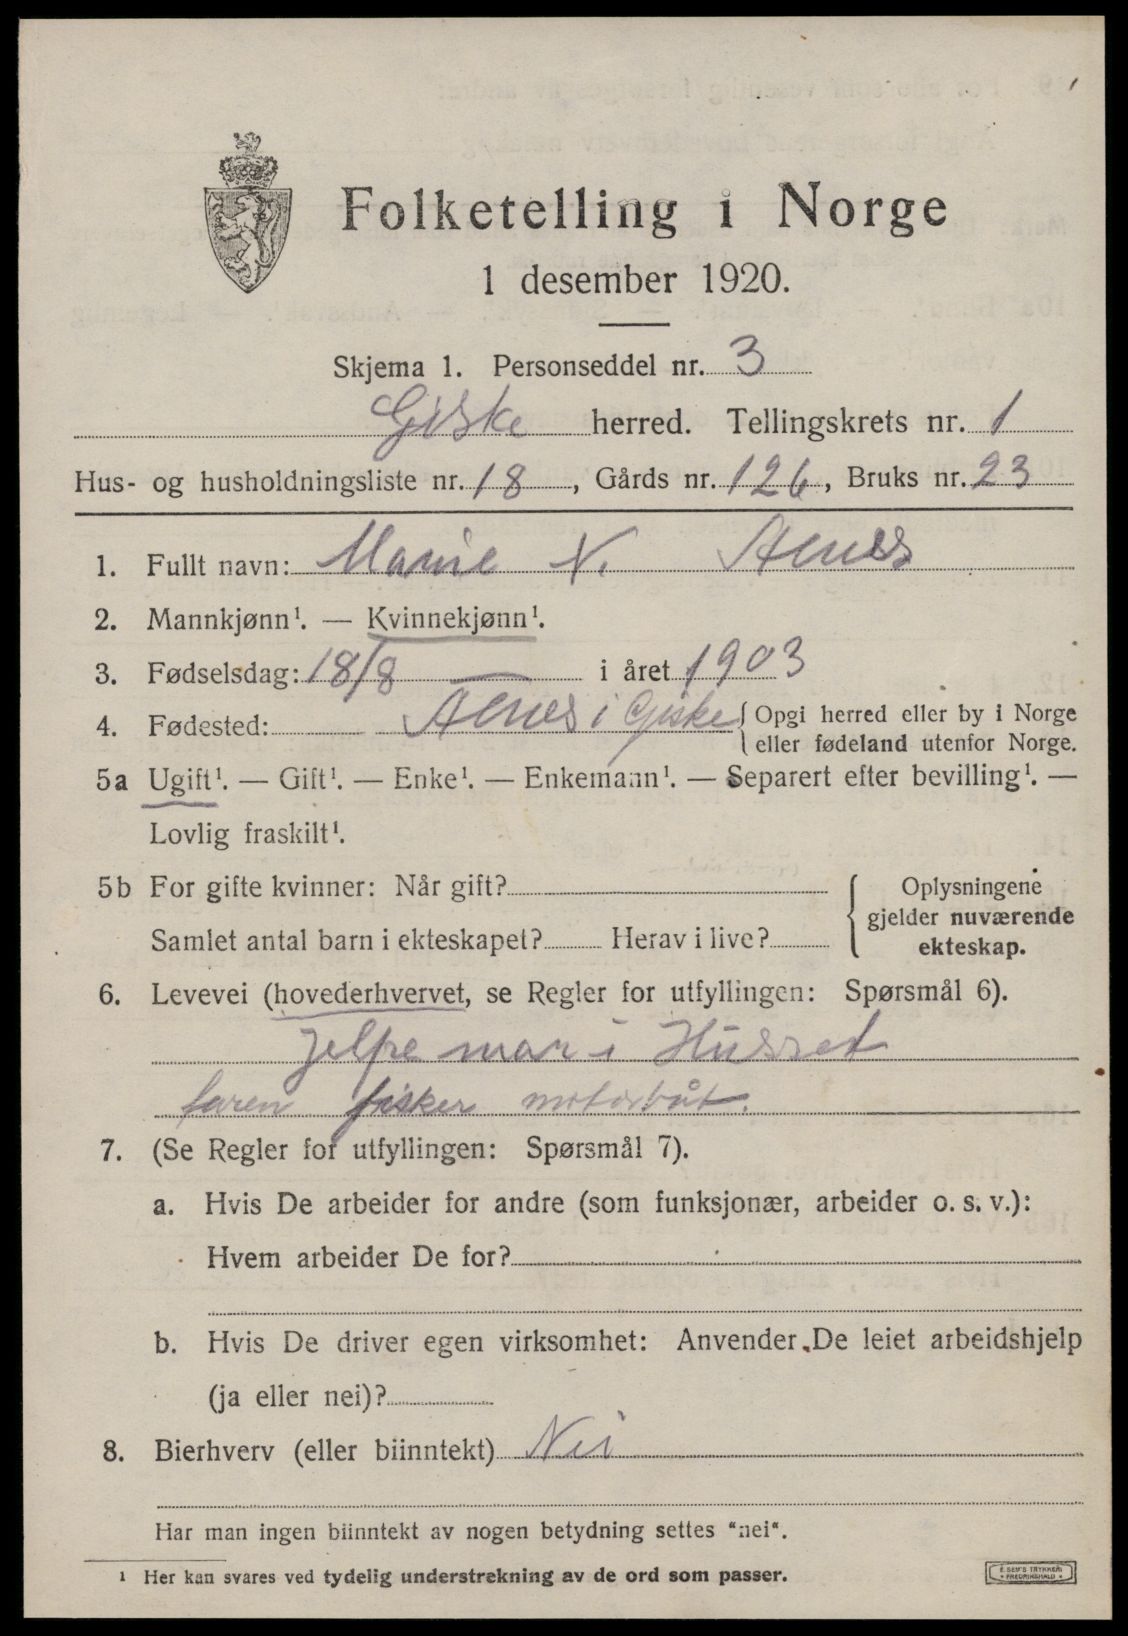 Folketelling i Norge
1 desember 1920.
Skjema 1. Personseddel nr. 3
Giske herred. Tellingskrets nr. 1
Hus- og husholdningsliste nr. 18, Gårds nr. 126, Bruks nr. 23
1. Fullt navn: Marie N. Alnes
2. Mannkjønn¹. — Kvinnekjønn¹.
3. Fødselsdag: 18/8 — i året 1903
4. Fødested: Alnes i Giske { Opgi herred eller by i Norge
eller fødeland utenfor Norge.
5a Ugift¹. — Gift¹. — Enke¹. — Enkemann¹. — Separert efter bevilling¹. —
Lovlig fraskilt¹.
5b For gifte kvinner: Når gift?
Samlet antal barn i ekteskapet? Herav i live?
Oplysningene
gjelder nuværende
ekteskap.
6. Levevei (hovederhvervet, se Regler for utfyllingen: Spørsmål 6).
Jelpe mor i Husset
faren fisker motorbåt.
7. (Se Regler for utfyllingen: Spørsmål 7).
a. Hvis De arbeider for andre (som funksjonær, arbeider o. s. v.):
Hvem arbeider De for?
b. Hvis De driver egen virksomhet: Anvender De leiet arbeidshjelp
(ja eller nei)?
8. Bierhverv (eller biinntekt) Nei
Har man ingen biinntekt av nogen betydning settes "nei".
¹ Her kan svares ved tydelig understrekning av de ord som passer.
E. SEM'S TRYKKERI
FREDRIKSHALD